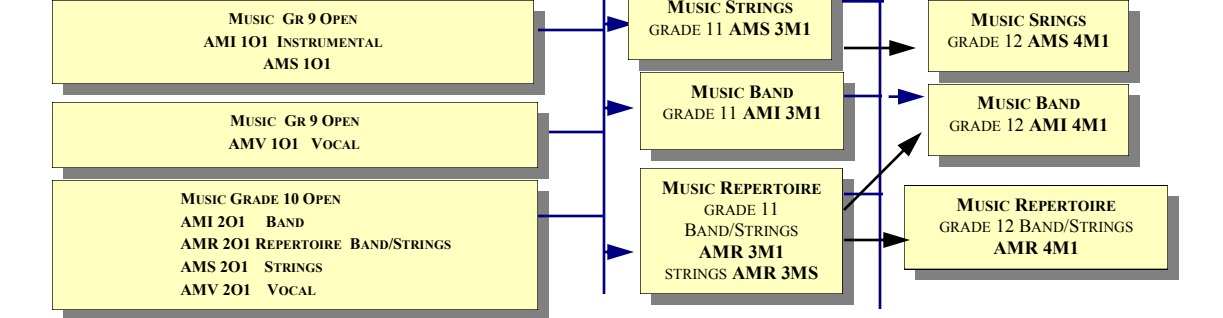 Music Gr 9 Open
AMI 1O1 Instrumental
AMS 1O1
Music Gr 9 Open
AMV 1O1 Vocal
Music Grade 10 Open
AMI 2O1 Band
AMR 2O1 Repertoire Band/Strings
AMS 2O1 Strings
AMV 2O1 Vocal
Music Strings
grade 11 AMS 3M1
Music Band
grade 11 AMI 3M1
Music Repertoire
grade 11
Band/Strings
AMR 3M1
strings AMR 3MS
Music Srings
grade 12 AMS 4M1
Music Band
grade 12 AMI 4M1
Music Repertoire
grade 12 Band/Strings
AMR 4M1